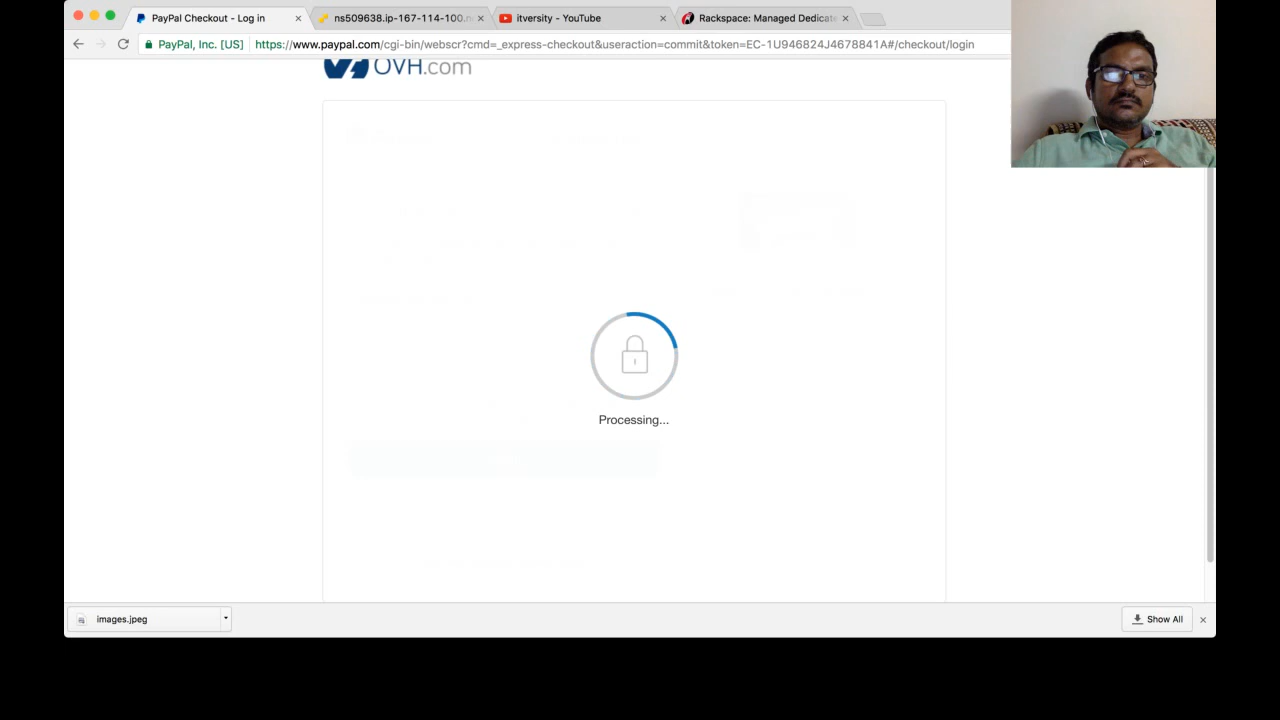 PayPal Checkout - Log in
ns509638.ip-167-114-100.n
itversity - YouTube
Rackspace: Managed Dedicate
PayPal, Inc. [US]
https://www.paypal.com/cgi-bin/webscr?cmd=_express-checkout&useraction=commit&token=EC-1U946824J4678841A#/checkout/login
OVH.com
Processing...
images.jpeg
Show All